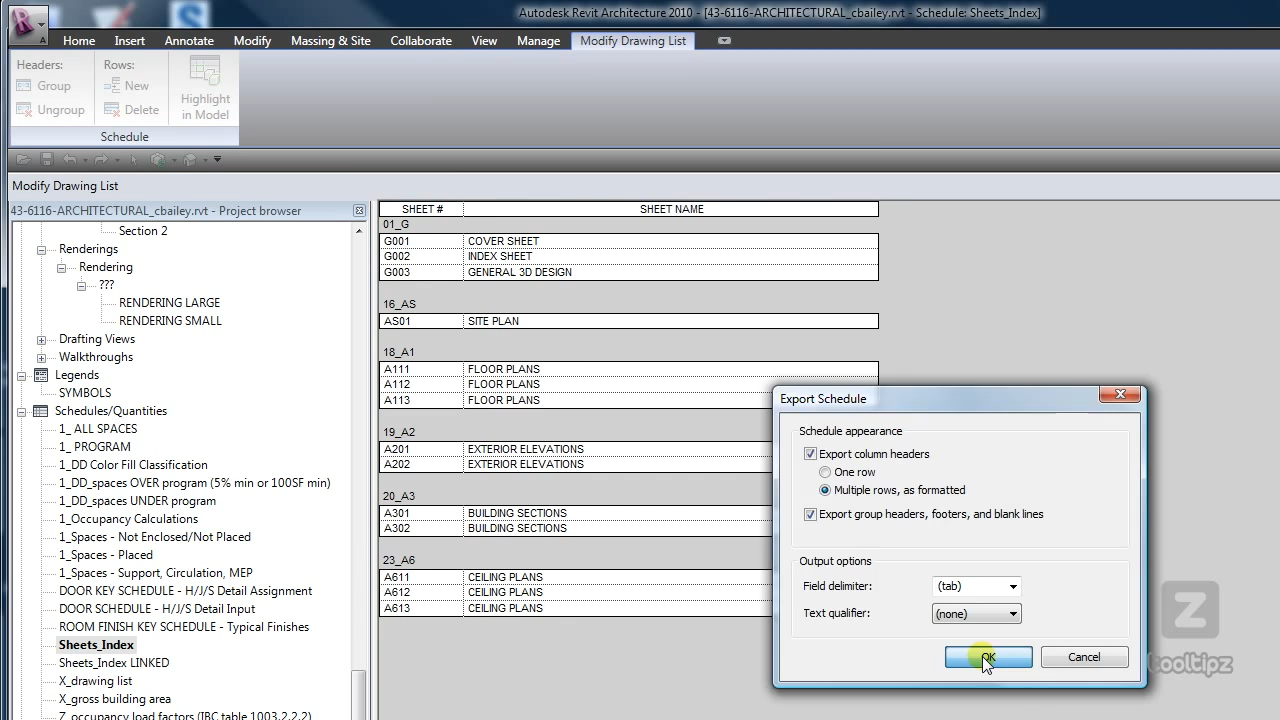 Autodesk Revit Architecture 2010 - [43-6116-ARCHITECTURAL_cbailey.rvt - Schedule: Sheets_Index]
Home Insert Annotate Modify Massing & Site Collaborate View Manage Modify Drawing List
Headers: Rows:
Group New
Highlight
Ungroup Delete
in Model
Schedule
Modify Drawing List
43-6116-ARCHITECTURAL_cbailey.rvt - Project browser
Section 2
Renderings
Rendering
???
RENDERING LARGE
RENDERING SMALL
Drafting Views
Walkthroughs
Legends
SYMBOLS
Schedules/Quantities
1_ ALL SPACES
1_ PROGRAM
1_DD Color Fill Classification
1_DD_spaces OVER program (5% min or 100SF min)
1_DD_spaces UNDER program
1_Occupancy Calculations
1_Spaces - Not Enclosed/Not Placed
1_Spaces - Placed
1_Spaces - Support, Circulation, MEP
DOOR KEY SCHEDULE - H/J/S Detail Assignment
DOOR SCHEDULE - H/J/S Detail Input
ROOM FINISH KEY SCHEDULE - Typical Finishes
Sheets_Index
Sheets_Index LINKED
X_drawing list
X_gross building area
Z_occupancy load factors (IBC table 1003.2.2.2)
SHEET # SHEET NAME
01_G
G001 COVER SHEET
G002 INDEX SHEET
G003 GENERAL 3D DESIGN
16_AS
AS01 SITE PLAN
18_A1
A111 FLOOR PLANS
A112 FLOOR PLANS
A113 FLOOR PLANS
19_A2
A201 EXTERIOR ELEVATIONS
A202 EXTERIOR ELEVATIONS
20_A3
A301 BUILDING SECTIONS
A302 BUILDING SECTIONS
23_A6
A611 CEILING PLANS
A612 CEILING PLANS
A613 CEILING PLANS
Export Schedule
Schedule appearance
Export column headers
One row
Multiple rows, as formatted
Export group headers, footers, and blank lines
Output options
Field delimiter: (tab)
Text qualifier: (none)
OK Cancel
Z
tooltipz